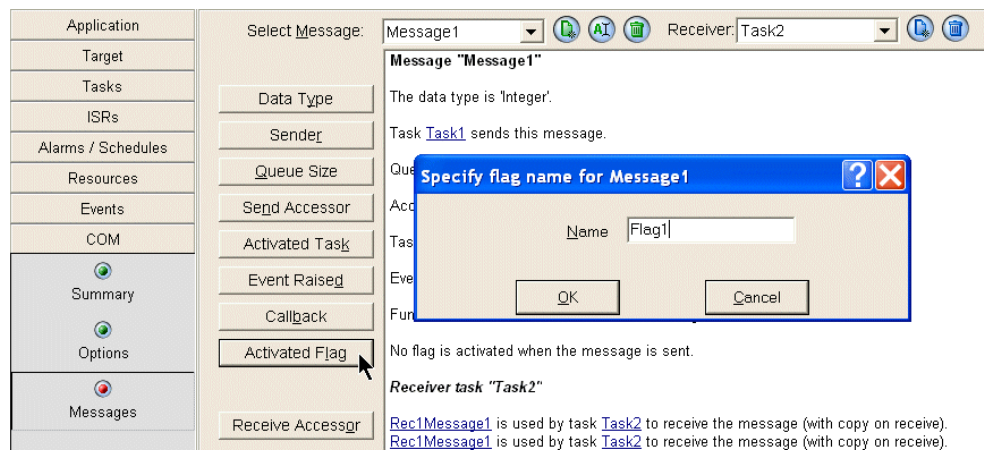 Application
Target
Tasks
ISRs
Alarms / Schedules
Resources
Events
COM
Summary
Options
Messages
Select Message: Message1 AI Receiver: Task2
Data Type
Sender
Queue Size
Send Accessor
Activated Task
Event Raised
Callback
Activated Flag
Receive Accessor
Message "Message1"
The data type is 'Integer'.
Task Task1 sends this message.
Que
Acc
Tas
Eve
Fun
No flag is activated when the message is sent.
Receiver task "Task2"
Rec1Message1 is used by task Task2 to receive the message (with copy on receive).
Rec1Message1 is used by task Task2 to receive the message (with copy on receive).
Specify flag name for Message1 ? X
Name Flag1
OK Cancel